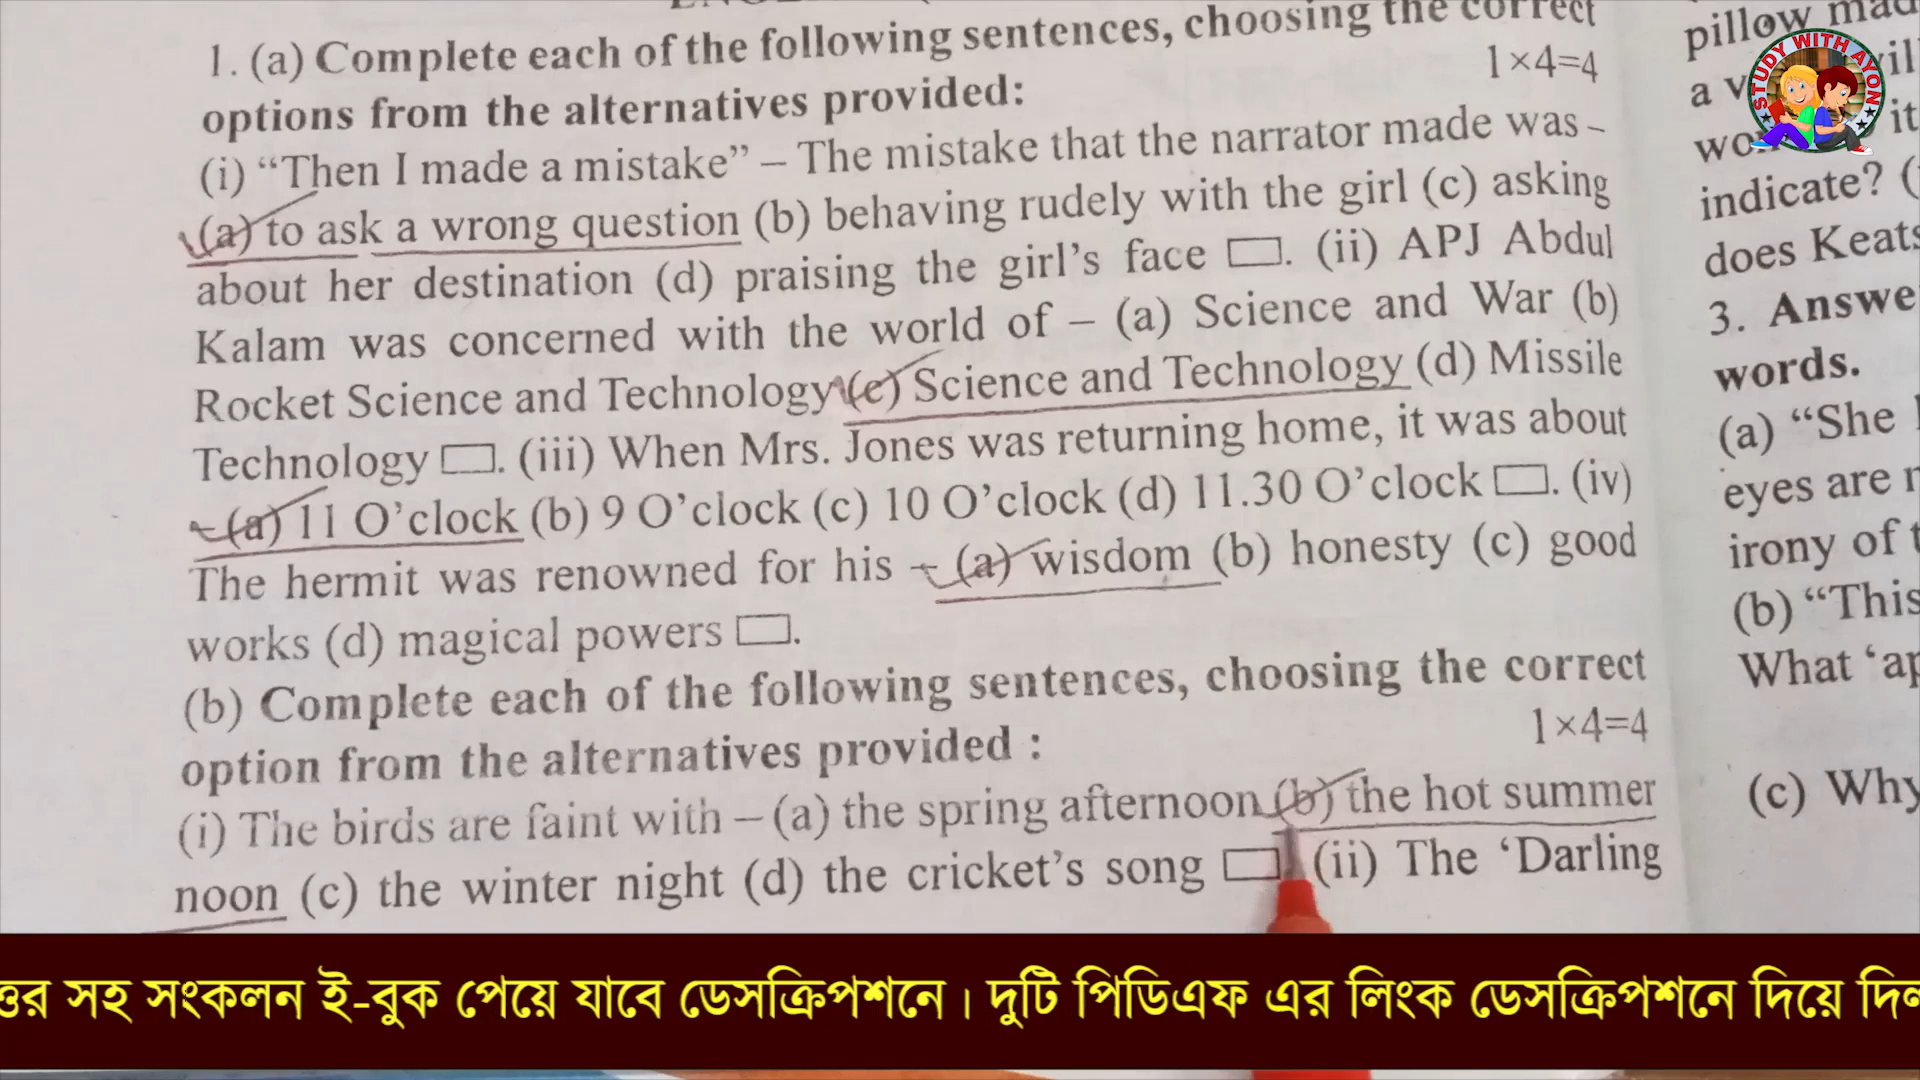 1. (a) Complete each of the following sentences, choosing the correct
options from the alternatives provided: 1×4=4
(i) “Then I made a mistake” – The mistake that the narrator made was –
(a) to ask a wrong question (b) behaving rudely with the girl (c) asking
about her destination (d) praising the girl’s face ▭. (ii) APJ Abdul
Kalam was concerned with the world of – (a) Science and War (b)
Rocket Science and Technology (c) Science and Technology (d) Missile
Technology ▭. (iii) When Mrs. Jones was returning home, it was about
– (a) 11 O’clock (b) 9 O’clock (c) 10 O’clock (d) 11.30 O’clock ▭. (iv)
The hermit was renowned for his – (a) wisdom (b) honesty (c) good
works (d) magical powers ▭.
(b) Complete each of the following sentences, choosing the correct
option from the alternatives provided : 1×4=4
(i) The birds are faint with – (a) the spring afternoon (b) the hot summer
noon (c) the winter night (d) the cricket’s song ▭ (ii) The ‘Darling
pillow
a
indicate? (
does Keats
3. Answe
words.
(a) “She
eyes are
irony of
(b) “This
What ‘ap
(c) Why
STUDY WITH AYON
সহ সংকলন ই-বুক পেয়ে যাবে ডেসক্রিপশনে। দুটি পিডিএফ এর লিংক ডেসক্রিপশনে দিয়ে